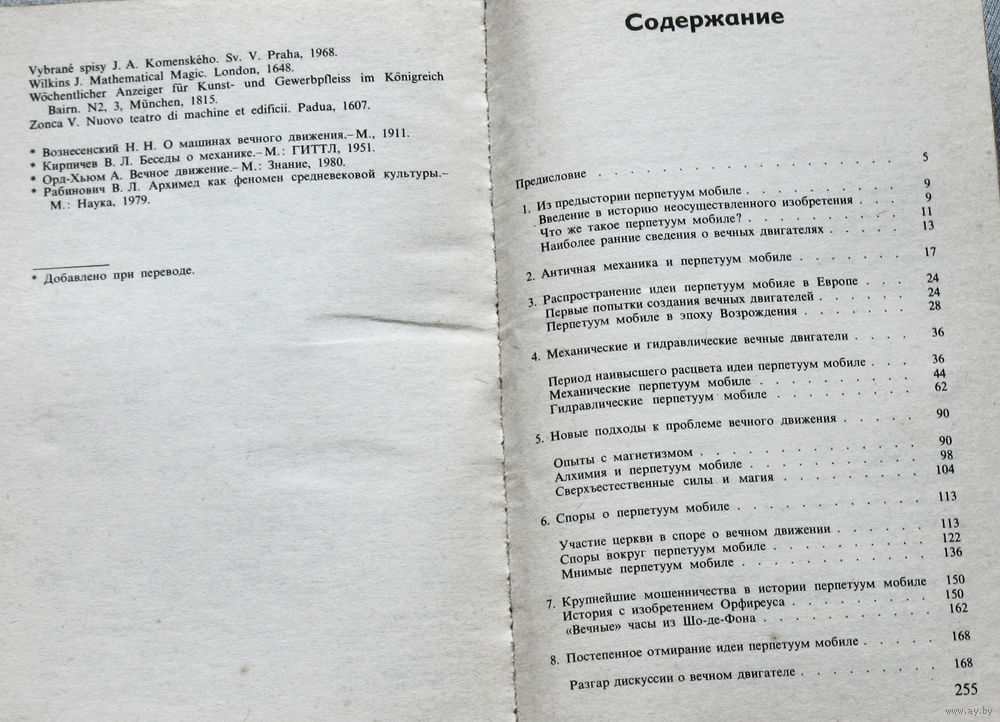 Vybrané spisy J. A. Komenského. Sv. V. Praha, 1968.
Wilkins J. Mathematical Magic. London, 1648.
Wöchentlicher Anzeiger für Kunst- und Gewerbpfleiss im Königreich
Bairn. N2, 3, München, 1815.
Zonca V. Nuovo teatro di machine et edificii. Padua, 1607.
* Вознесенский Н. Н. О машинах вечного движения.–М., 1911.
* Кирпичев В. Л. Беседы о механике.–М.: ГИТТЛ, 1951.
* Орд-Хьюм А. Вечное движение.–М.: Знание, 1980.
* Рабинович В. Л. Архимед как феномен средневековой культуры.–
М.: Наука, 1979.
* Добавлено при переводе.
Содержание
Предисловие . . . . . . . . . . . . . . . . . 5
1. Из предыстории перпетуум мобиле . . . . . . . . 9
Введение в историю неосуществленного изобретения . . . 9
Что же такое перпетуум мобиле? . . . . . . . . . 11
Наиболее ранние сведения о вечных двигателях . . . . 13
2. Античная механика и перпетуум мобиле . . . . . . 17
3. Распространение идеи перпетуум мобияе в Европе . . . 24
Первые попытки создания вечных двигателей . . . . . 24
Перпетуум мобиле в эпоху Возрождения . . . . . . 28
4. Механические и гидравлические вечные двигатели . . . . 36
Период наивысшего расцвета идеи перпетуум мобиле . . . 36
Механические перпетуум мобиле . . . . . . . . . 44
Гидравлические перпетуум мобиле . . . . . . . . 62
5. Новые подходы к проблеме вечного движения . . . . . 90
Опыты с магнетизмом . . . . . . . . . . . . 90
Алхимия и перпетуум мобиле . . . . . . . . . . 98
Сверхъестественные силы и магия . . . . . . . . 104
6. Споры о перпетуум мобиле . . . . . . . . . . 113
Участие церкви в споре о вечном движении . . . . . 113
Споры вокруг перпетуум мобиле . . . . . . . . . 122
Мнимые перпетуум мобиле . . . . . . . . . . . 136
7. Крупнейшие мошенничества в истории перпетуум мобиле 150
История с изобретением Орфиреуса . . . . . . . . 150
«Вечные» часы из Шо-де-Фона . . . . . . . . . . 162
8. Постепенное отмирание идеи перпетуум мобиле . . . . . 168
Разгар дискуссии о вечном двигателе . . . . . . . 168
255
www.ay.by